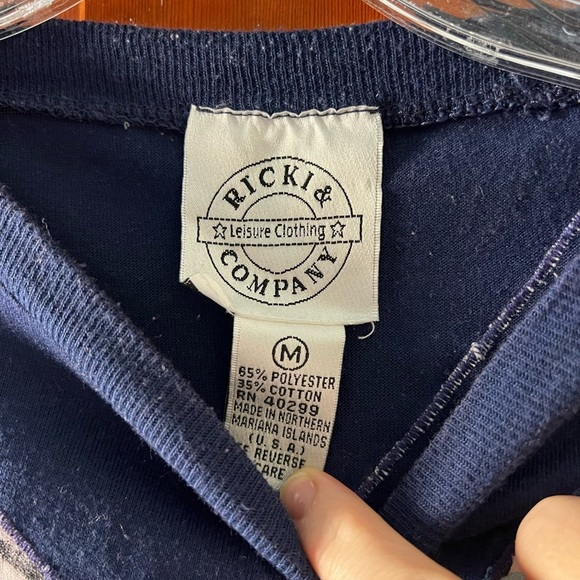 RICKI &
☆ Leisure Clothing ☆
COMPANY
M
65% POLYESTER
35% COTTON
RN 40299
MADE IN NORTHERN
MARIANA ISLANDS
(U.S.A.)
REVERSE
CARE